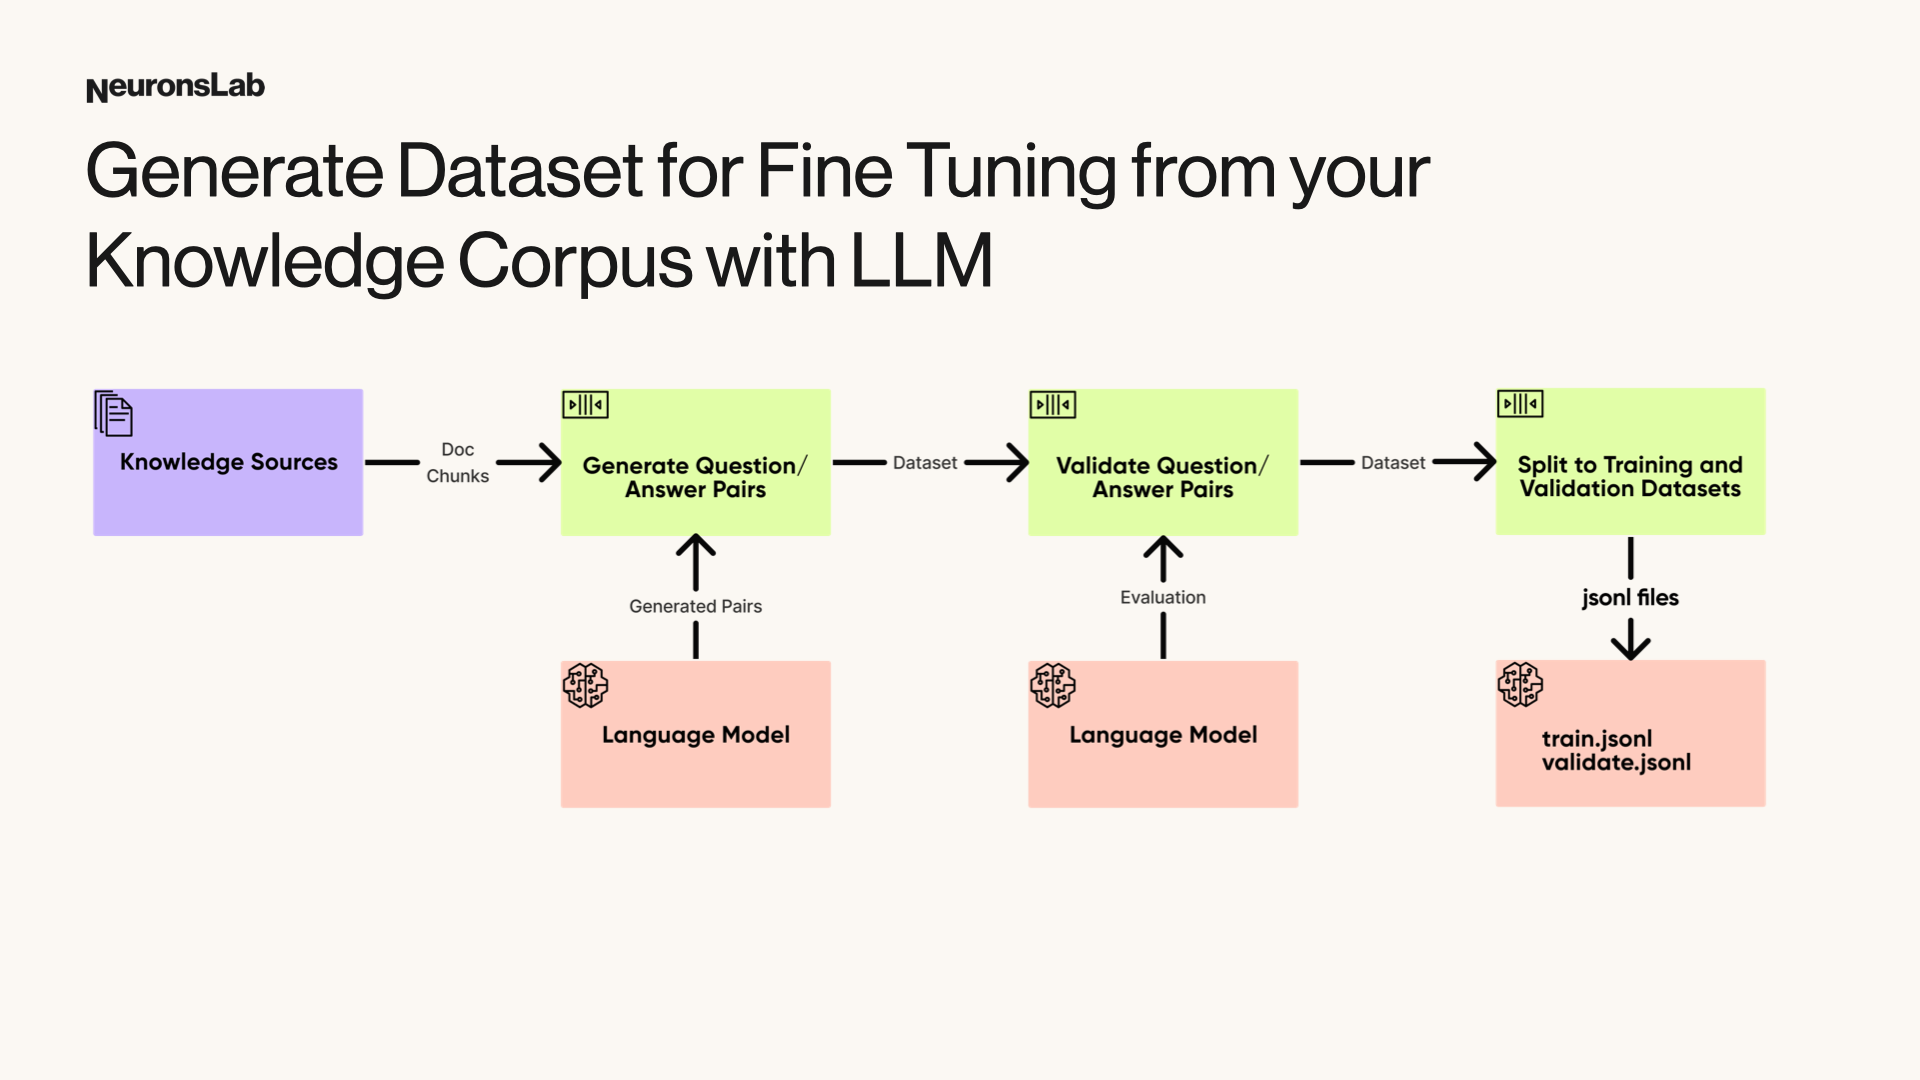 NeuronsLab
Generate Dataset for Fine Tuning from your
Knowledge Corpus with LLM
Knowledge Sources
Doc
Chunks
Generate Question/
Answer Pairs
Dataset
Validate Question/
Answer Pairs
Dataset
Split to Training and
Validation Datasets
Generated Pairs
Evaluation
jsonl files
Language Model
Language Model
train.jsonl
validate.jsonl